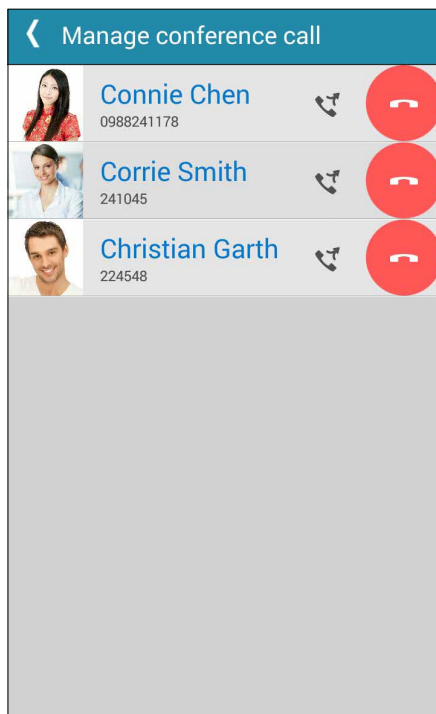 Manage conference call
Connie Chen
0988241178
Corrie Smith
241045
Christian Garth
224548